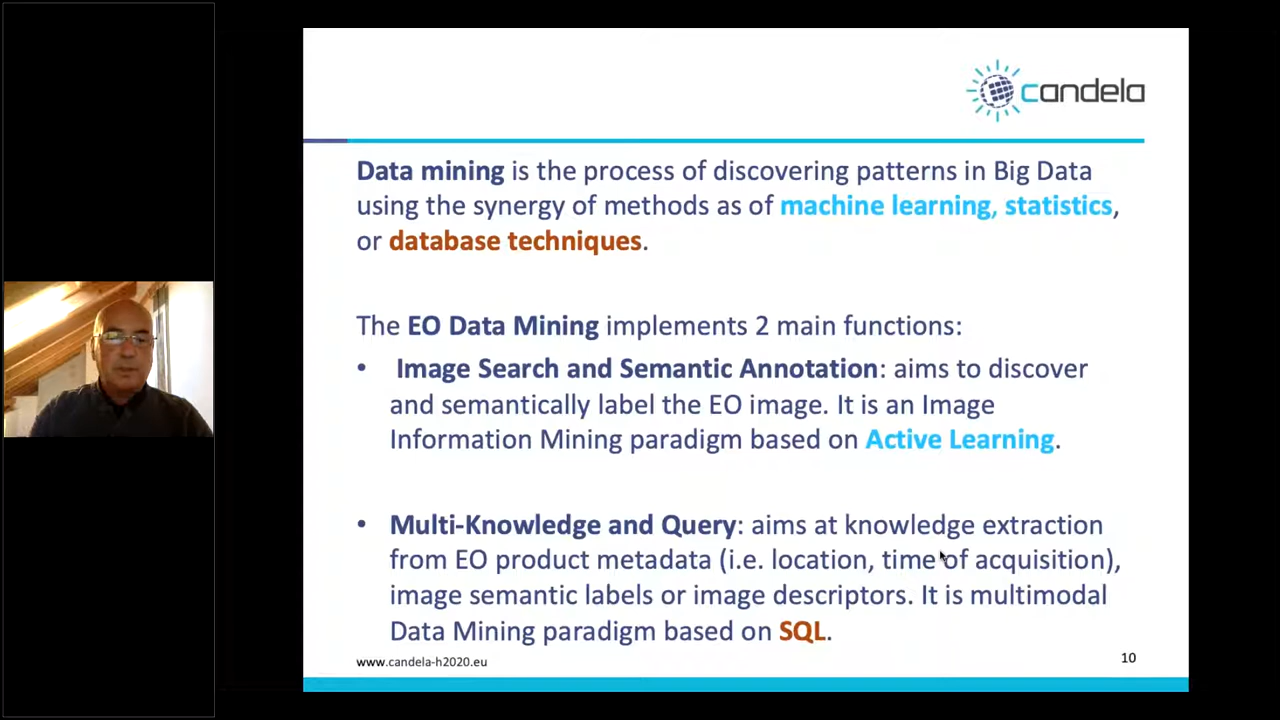 candela
Data mining is the process of discovering patterns in Big Data
using the synergy of methods as of machine learning, statistics,
or database techniques.
The EO Data Mining implements 2 main functions:
• Image Search and Semantic Annotation: aims to discover
and semantically label the EO image. It is an Image
Information Mining paradigm based on Active Learning.
• Multi-Knowledge and Query: aims at knowledge extraction
from EO product metadata (i.e. location, time of acquisition),
image semantic labels or image descriptors. It is multimodal
Data Mining paradigm based on SQL.
www.candela-h2020.eu
10